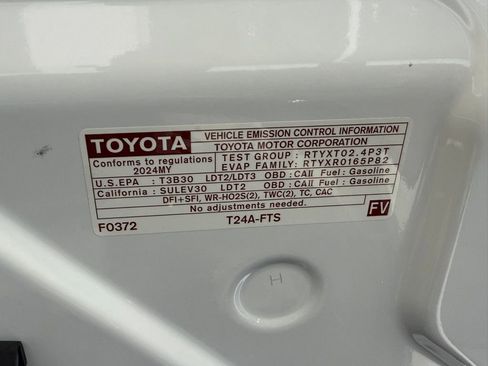 TOYOTA
VEHICLE EMISSION CONTROL INFORMATION
TOYOTA MOTOR CORPORATION
Conforms to regulations
2024MY
TEST GROUP : RTYXT02.4P3T
EVAP FAMILY: RTYXR0165P82
U.S.EPA : T3B30 LDT2/LDT3 OBD : CAII Fuel : Gasoline
California : SULEV30 LDT2 OBD : CAII Fuel : Gasoline
DFI+SFI, WR-HO2S(2), TWC(2), TC, CAC
No adjustments needed.
F0372
T24A-FTS
FV
H